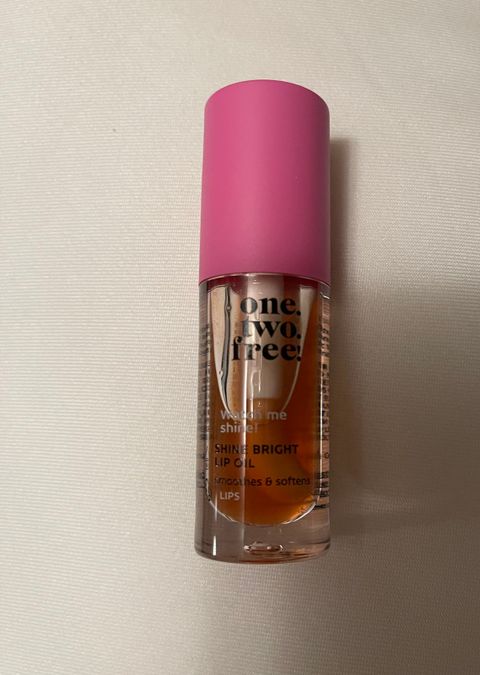 one.
two.
free!
Watch me
shine!
SHINE BRIGHT
LIP OIL
smoothes & softens
LIPS